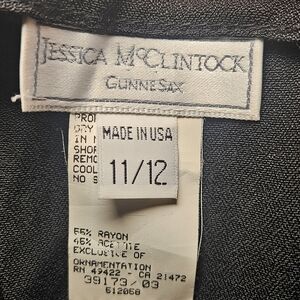 JESSICA McCLINTOCK
GUNNE SAX
PRO
DRY
IN
SHOP
REMO
COOL
NO S
MADE IN USA
11/12
55% RAYON
45% ACETATE
EXCLUSIVE OF
ORNAMENTATION
RN 49422 - CA 21472
39173/03
612058